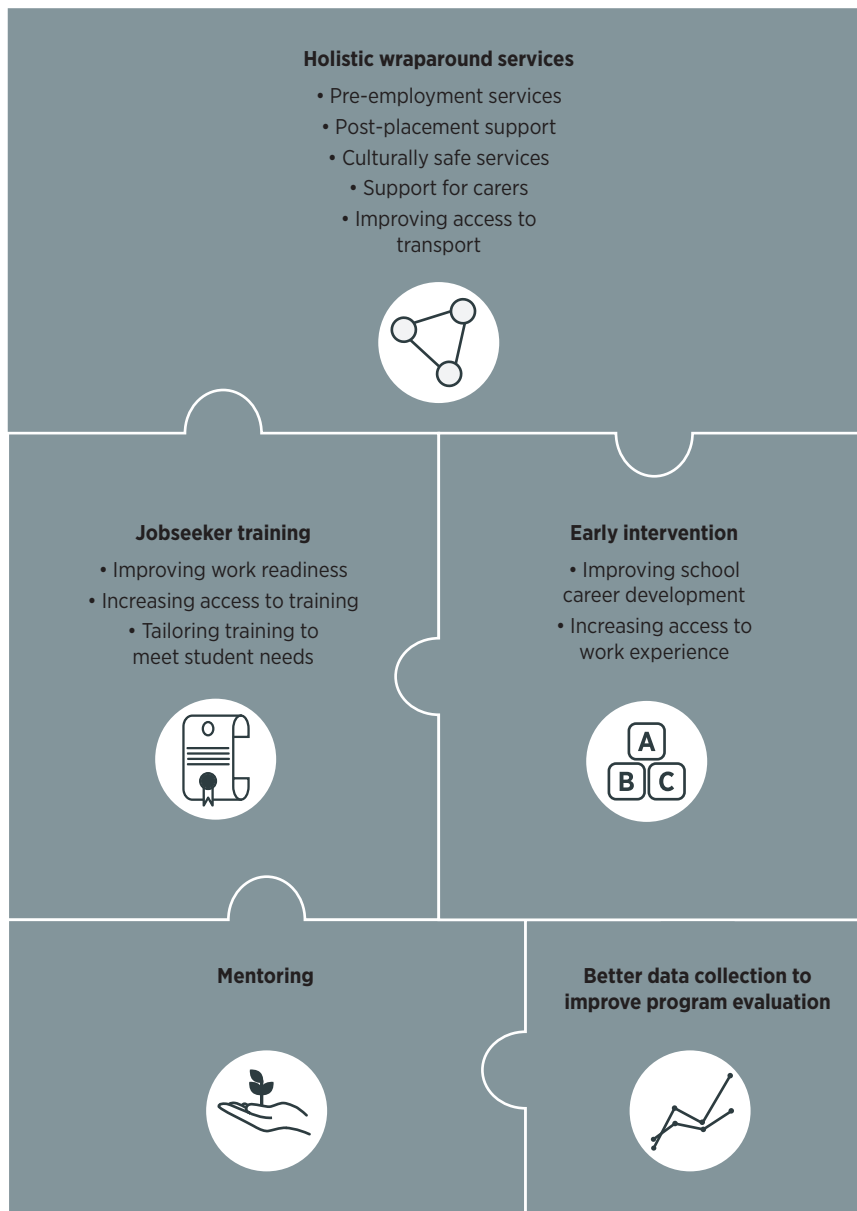 Holistic wraparound services
• Pre-employment services
• Post-placement support
• Culturally safe services
• Support for carers
• Improving access to
transport
Jobseeker training
• Improving work readiness
• Increasing access to training
• Tailoring training to
meet student needs
Early intervention
• Improving school
career development
• Increasing access to
work experience
A
B C
Mentoring
Better data collection to
improve program evaluation